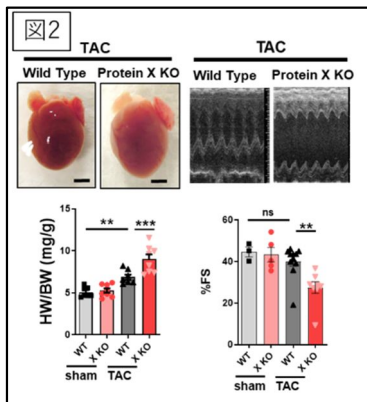 図2
TAC
Wild Type Protein X KO
TAC
Wild Type Protein X KO
HW/BW (mg/g)
15
10
5
0
** ***
WT
X KO
WT
X KO
sham TAC
%FS
60
40
20
0
ns
**
WT
X KO
WT
X KO
sham TAC